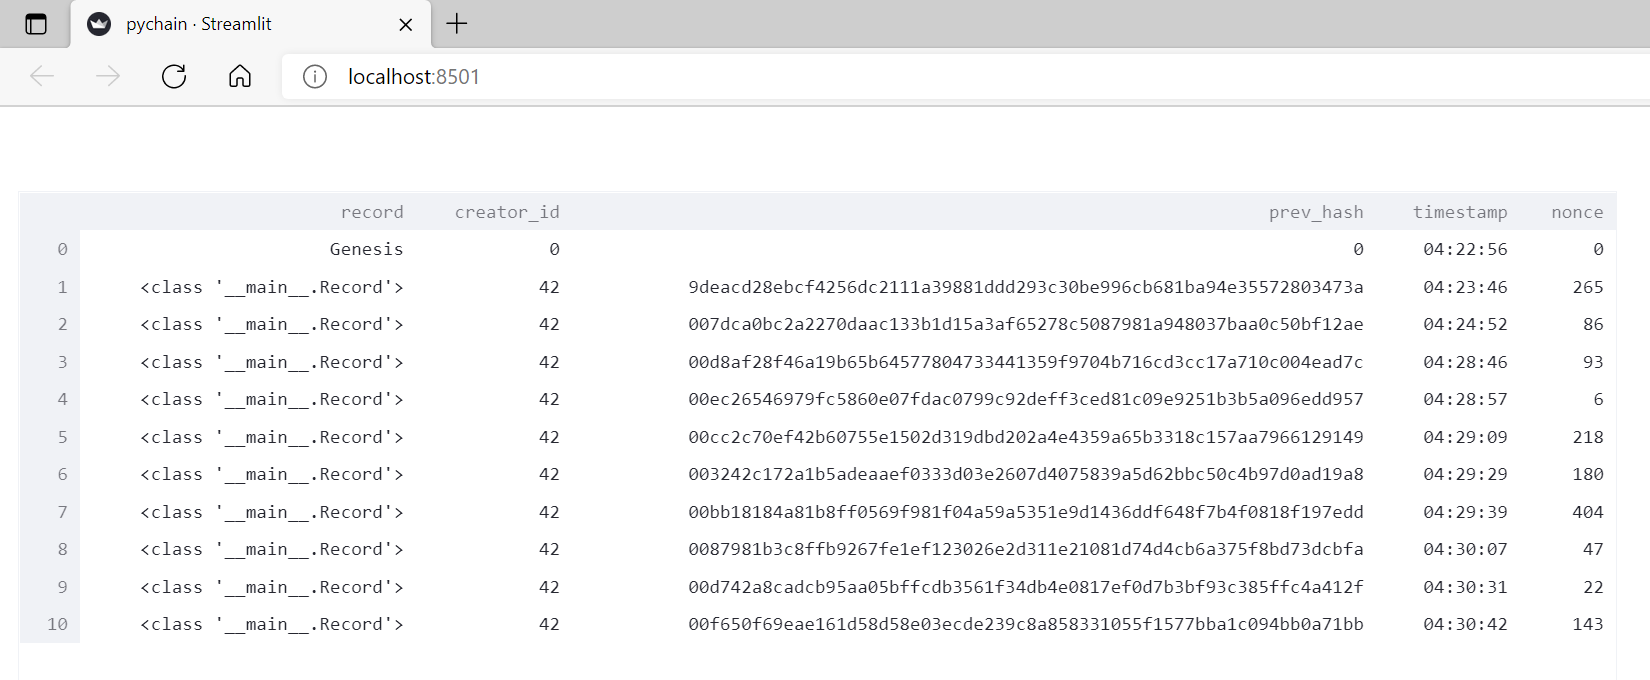 pychain · Streamlit
localhost:8501
record creator_id prev_hash timestamp nonce
0 Genesis 0 0 04:22:56 0
1 <class '__main__.Record'> 42 9deacd28ebcf4256dc2111a39881ddd293c30be996cb681ba94e35572803473a 04:23:46 265
2 <class '__main__.Record'> 42 007dca0bc2a2270daac133b1d15a3af65278c5087981a948037baa0c50bf12ae 04:24:52 86
3 <class '__main__.Record'> 42 00d8af28f46a19b65b64577804733441359f9704b716cd3cc17a710c004ead7c 04:28:46 93
4 <class '__main__.Record'> 42 00ec26546979fc5860e07fdac0799c92deff3ced81c09e9251b3b5a096edd957 04:28:57 6
5 <class '__main__.Record'> 42 00cc2c70ef42b60755e1502d319dbd202a4e4359a65b3318c157aa7966129149 04:29:09 218
6 <class '__main__.Record'> 42 003242c172a1b5adeaaef0333d03e2607d4075839a5d62bbc50c4b97d0ad19a8 04:29:29 180
7 <class '__main__.Record'> 42 00bb18184a81b8ff0569f981f04a59a5351e9d1436ddf648f7b4f0818f197edd 04:29:39 404
8 <class '__main__.Record'> 42 0087981b3c8ffb9267fe1ef123026e2d311e21081d74d4cb6a375f8bd73dcbfa 04:30:07 47
9 <class '__main__.Record'> 42 00d742a8cadcb95aa05bffcdb3561f34db4e0817ef0d7b3bf93c385ffc4a412f 04:30:31 22
10 <class '__main__.Record'> 42 00f650f69eae161d58d58e03ecde239c8a858331055f1577bba1c094bb0a71bb 04:30:42 143